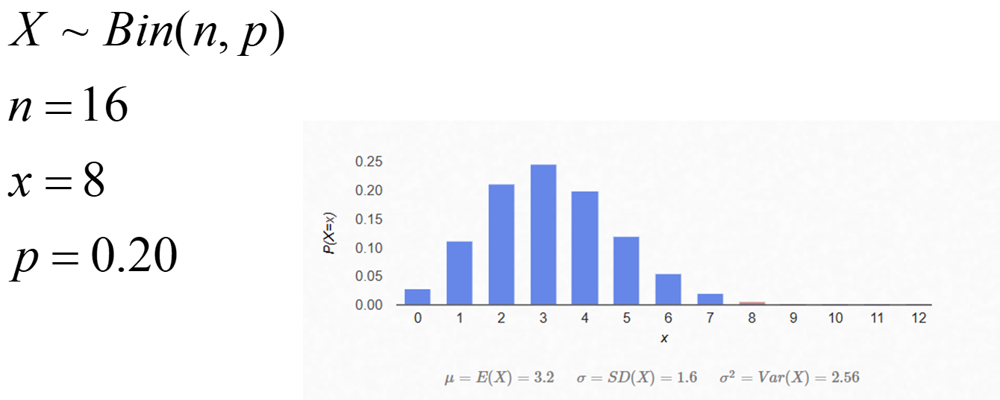 X ~ Bin(n, p)
n = 16
x = 8
p = 0.20
0.25
0.20
0.15
0.10
0.05
0.00
P(X=x)
0 1 2 3 4 5 6 7 8 9 10 11 12
x
μ = E(X) = 3.2 σ = SD(X) = 1.6 σ² = Var(X) = 2.56